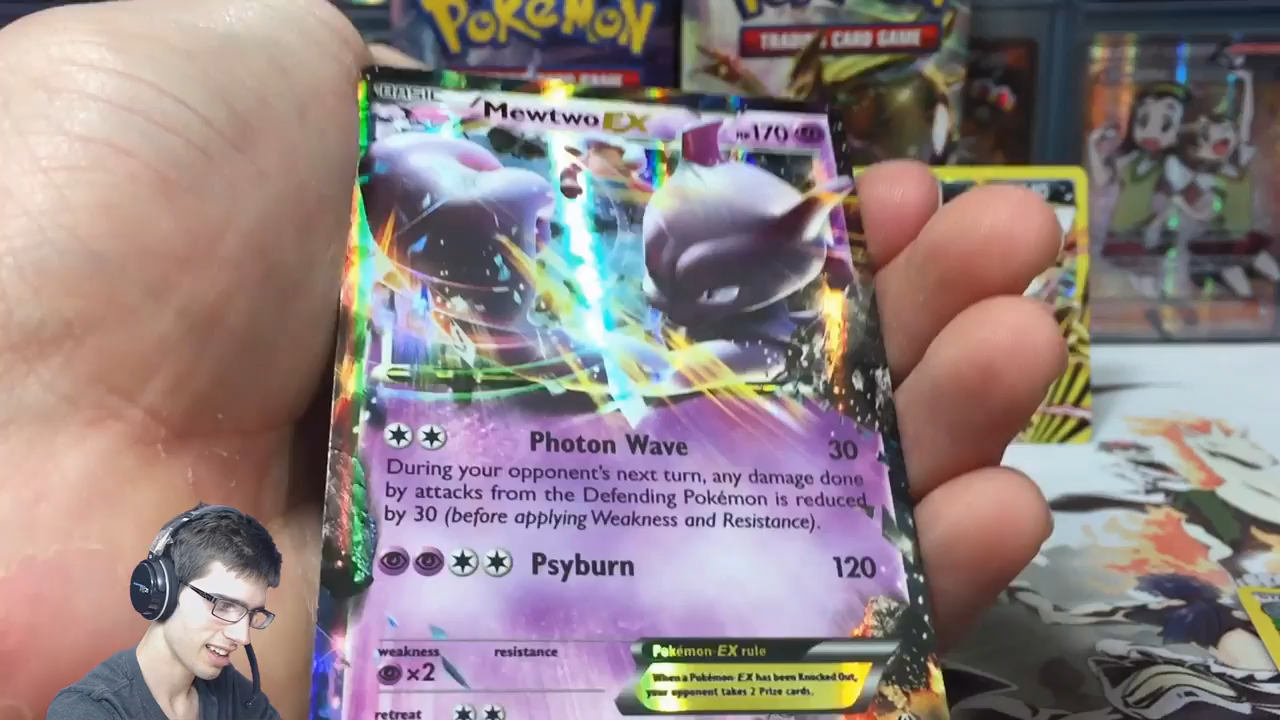 POKÉMON
TRADING CARD GAME
BASIC
Mewtwo EX
HP170
Photon Wave 30
During your opponent's next turn, any damage done
by attacks from the Defending Pokémon is reduced
by 30 (before applying Weakness and Resistance).
Psyburn 120
weakness resistance
×2
Pokémon-EX rule
When a Pokémon-EX has been Knocked Out,
your opponent takes 2 Prize cards.
retreat